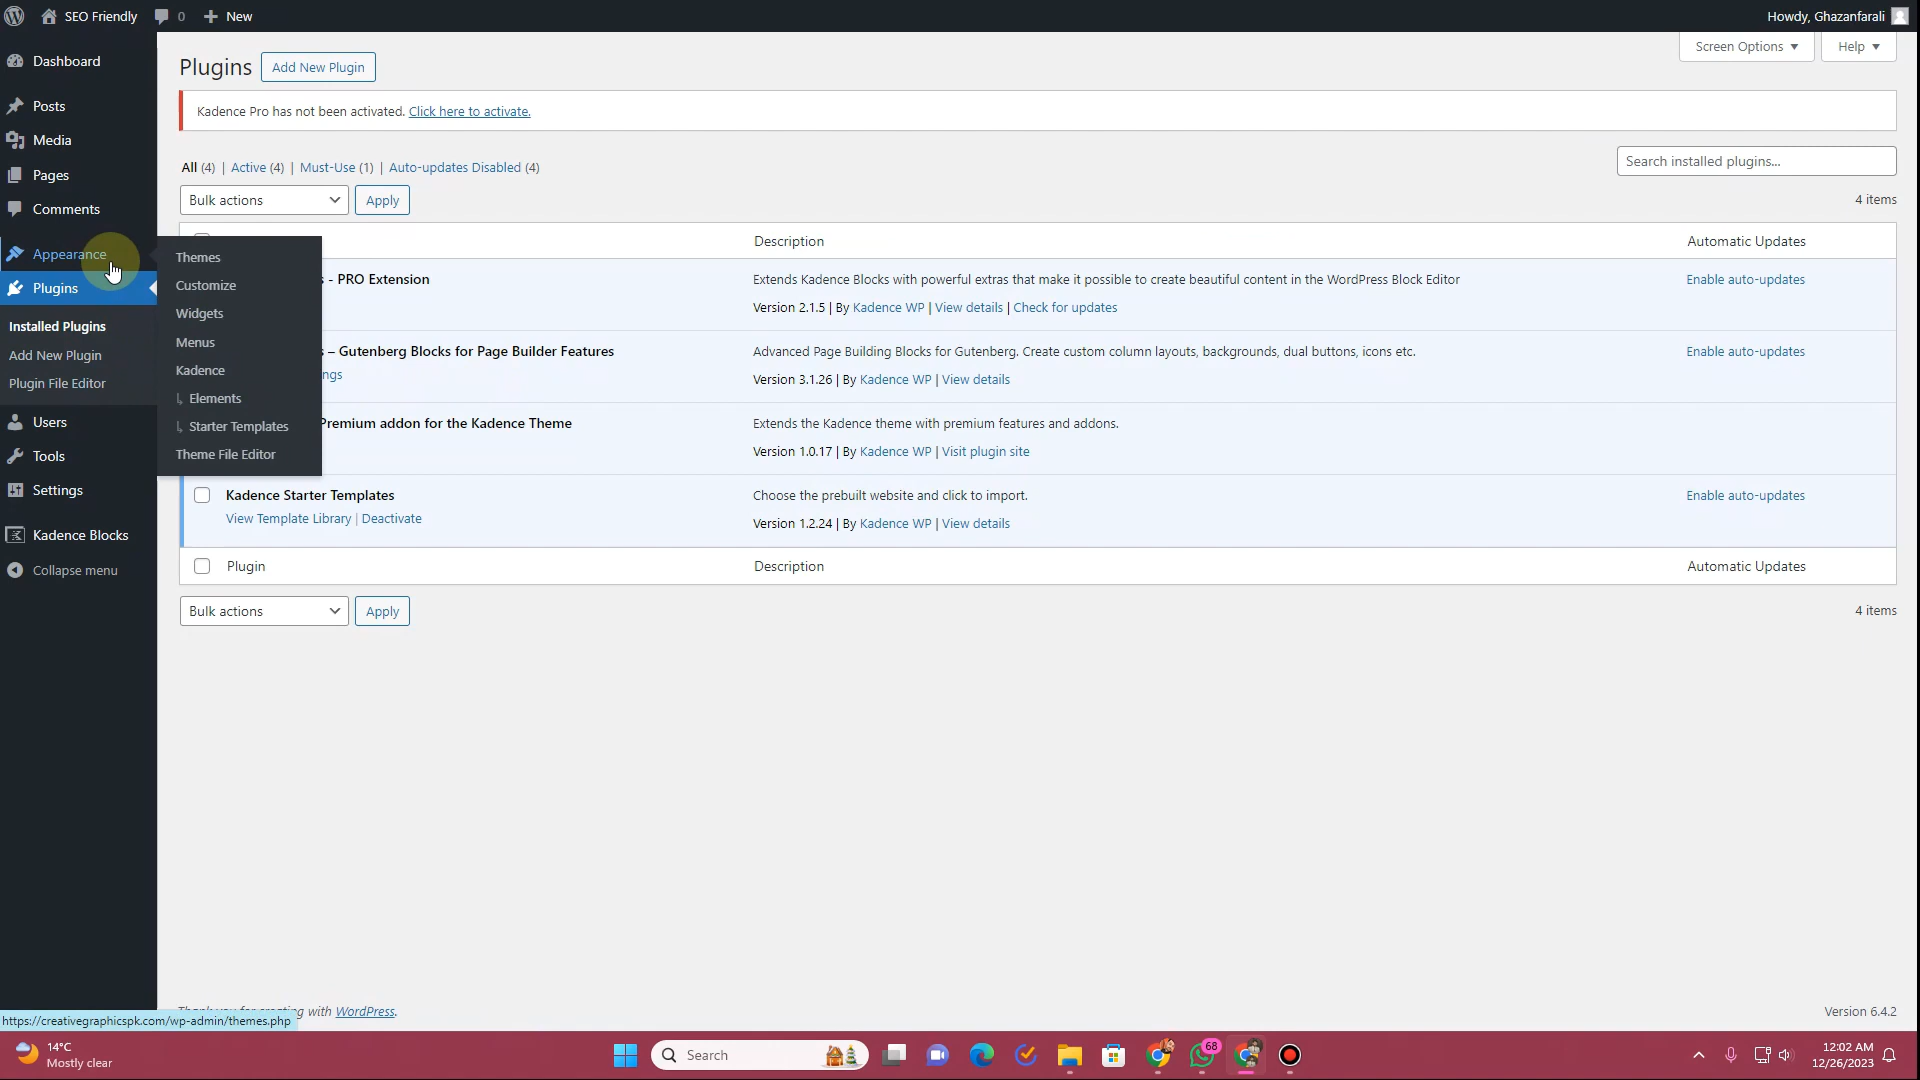 SEO Friendly 0 New Howdy, Ghazanfarali
Dashboard
Posts
Media
Pages
Comments
Appearance
Plugins
Installed Plugins
Add New Plugin
Plugin File Editor
Users
Tools
Settings
Kadence Blocks
Collapse menu
Themes
Customize
Widgets
Menus
Kadence
Elements
Starter Templates
Theme File Editor
Screen Options Help
Plugins Add New Plugin
Kadence Pro has not been activated. Click here to activate.
All (4) | Active (4) | Must-Use (1) | Auto-updates Disabled (4)
Search installed plugins...
Bulk actions Apply 4 items
Description Automatic Updates
- PRO Extension
Extends Kadence Blocks with powerful extras that make it possible to create beautiful content in the WordPress Block Editor
Enable auto-updates
Version 2.1.5 | By Kadence WP | View details | Check for updates
– Gutenberg Blocks for Page Builder Features
Advanced Page Building Blocks for Gutenberg. Create custom column layouts, backgrounds, dual buttons, icons etc.
Enable auto-updates
ngs
Version 3.1.26 | By Kadence WP | View details
Premium addon for the Kadence Theme
Extends the Kadence theme with premium features and addons.
Version 1.0.17 | By Kadence WP | Visit plugin site
Kadence Starter Templates
Choose the prebuilt website and click to import.
Enable auto-updates
View Template Library | Deactivate
Version 1.2.24 | By Kadence WP | View details
Plugin Description Automatic Updates
Bulk actions Apply 4 items
Thank you for creating with WordPress.
Version 6.4.2
https://creativegraphicspk.com/wp-admin/themes.php
14°C
Mostly clear
Search
68
12:02 AM
12/26/2023